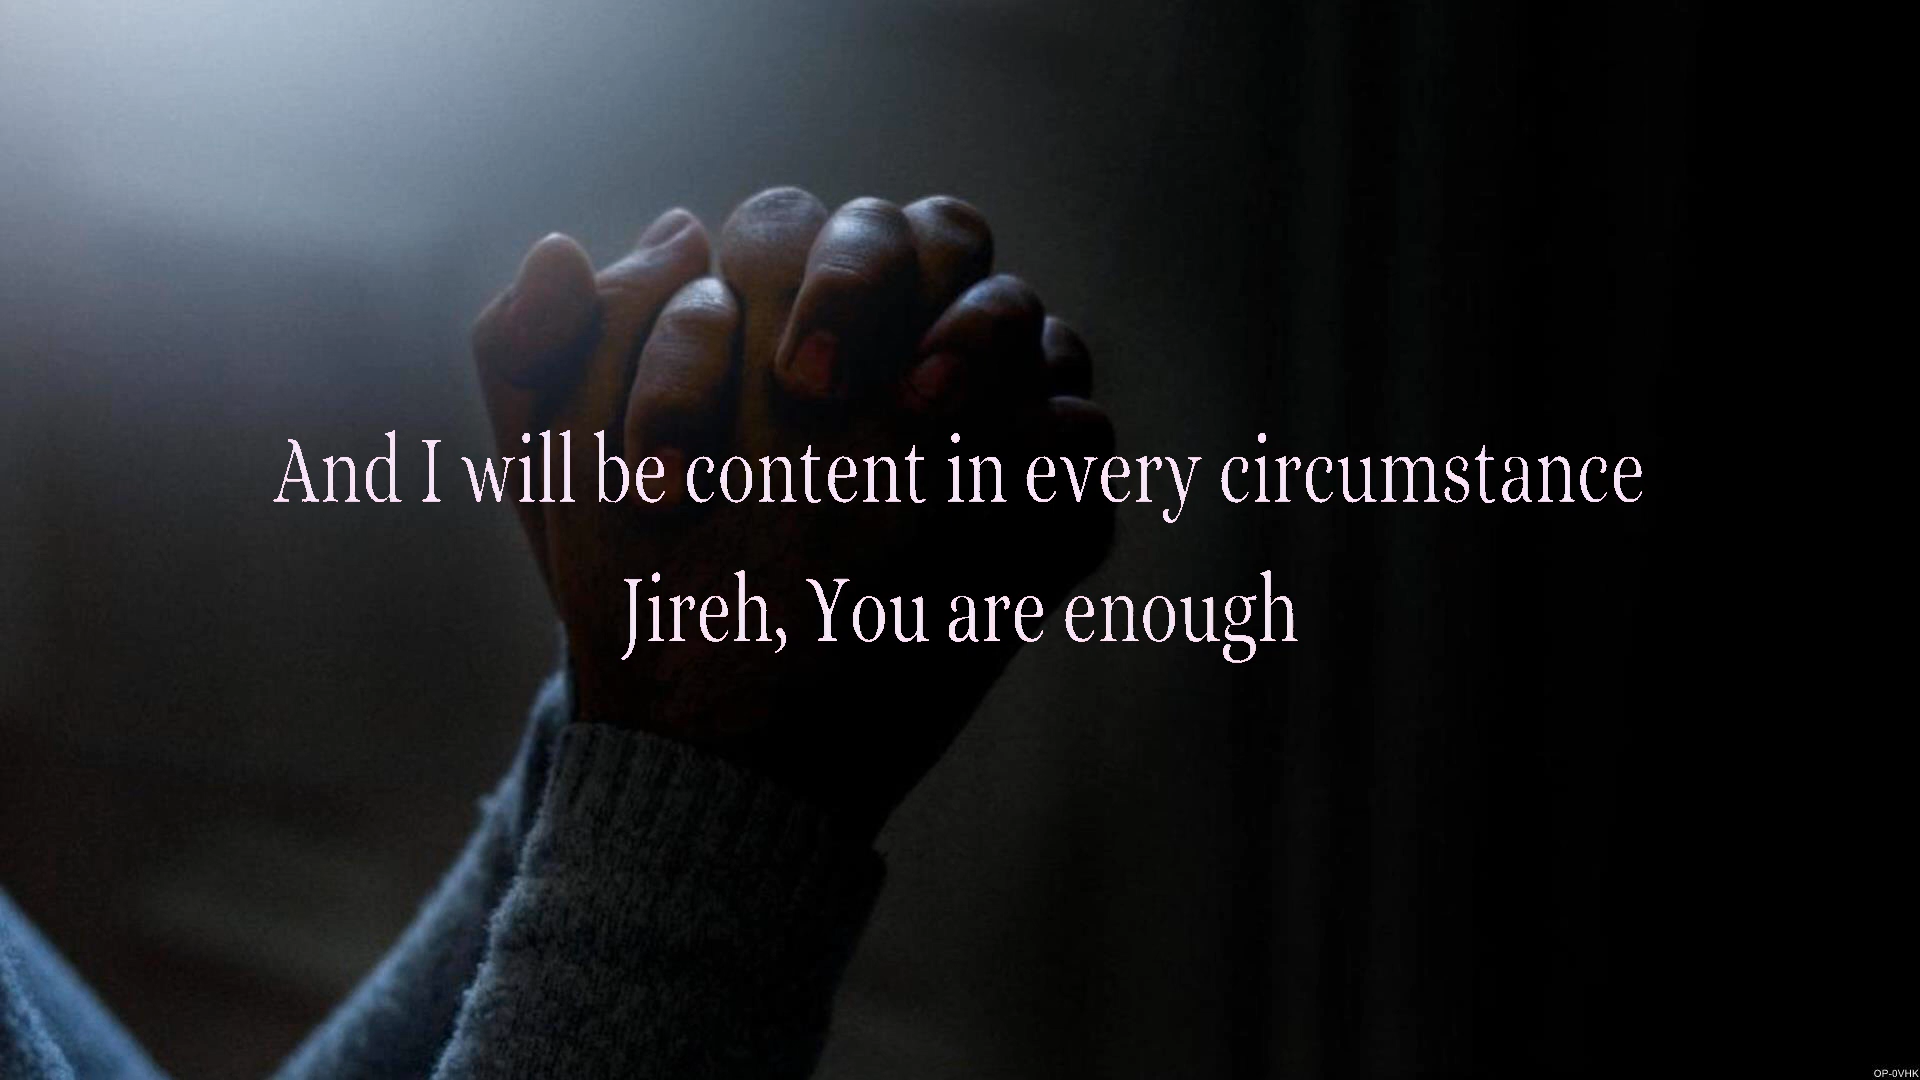 And I will be content in every circumstance
Jireh, You are enough
OP-0VHK